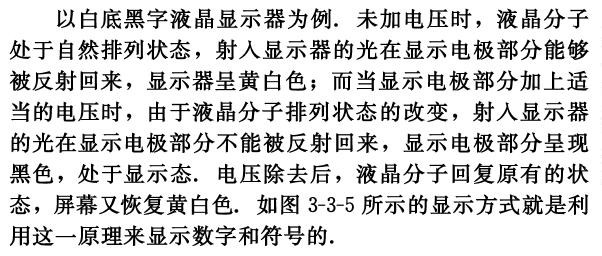 以白底黑字液晶显示器为例．未加电压时，液晶分子
处于自然排列状态，射入显示器的光在显示电极部分能够
被反射回来，显示器呈黄白色；而当显示电极部分加上适
当的电压时，由于液晶分子排列状态的改变，射入显示器
的光在显示电极部分不能被反射回来，显示电极部分呈现
黑色，处于显示态．电压除去后，液晶分子回复原有的状
态，屏幕又恢复黄白色．如图 3-3-5 所示的显示方式就是利
用这一原理来显示数字和符号的．